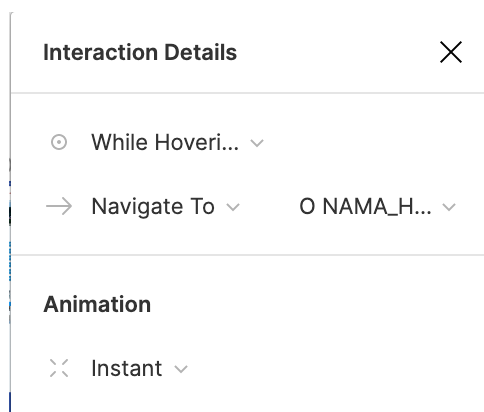 Interaction Details
While Hoveri...
Navigate To O NAMA_H...
Animation
Instant